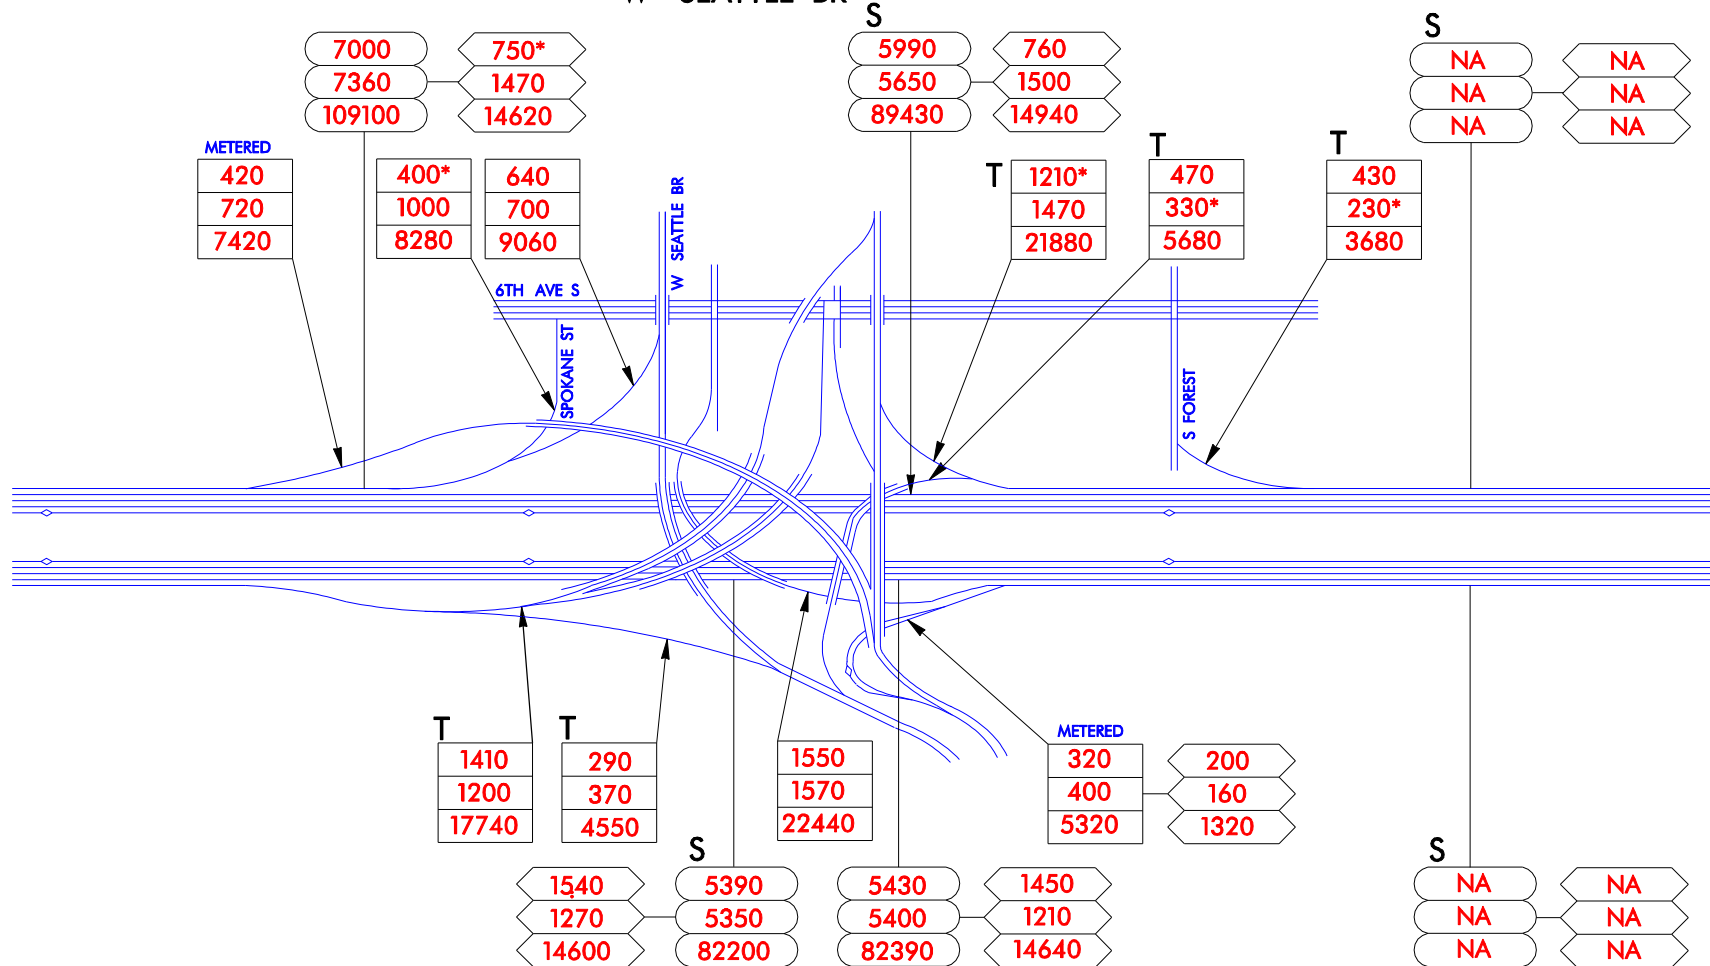 S
S
7000
7360
109100
750*
1470
14620
5990
5650
89430
760
1500
14940
NA
NA
NA
NA
NA
NA
METERED
420
720
7420
400*
1000
8280
640
700
9060
W SEATTLE BR
T
1210*
1470
21880
T
470
330*
5680
T
430
230*
3680
6TH AVE S
SPOKANE ST
S FOREST
T
1410
1200
17740
T
290
370
4550
1550
1570
22440
METERED
320
400
5320
200
160
1320
1540
1270
14600
S
5390
5350
82200
5430
5400
82390
1450
1210
14640
S
NA
NA
NA
NA
NA
NA